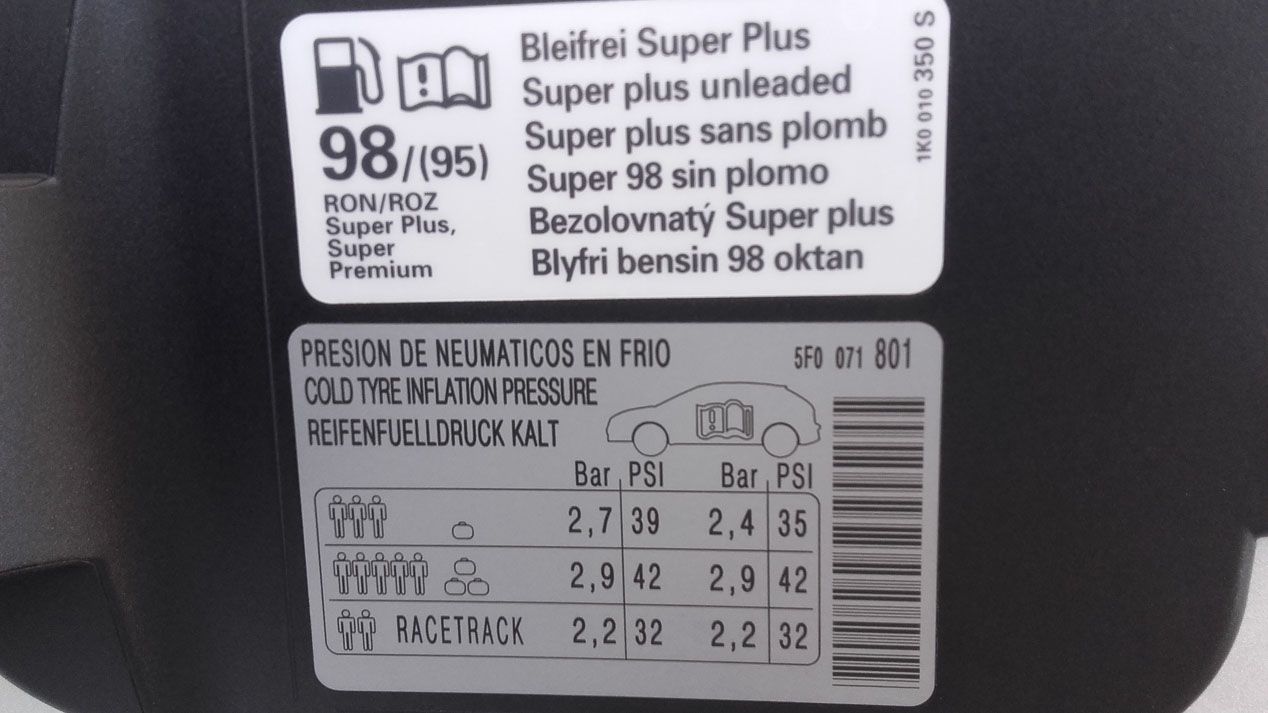 98/(95)
RON/ROZ
Super Plus,
Super
Premium
Bleifrei Super Plus
Super plus unleaded
Super plus sans plomb
Super 98 sin plomo
Bezolovnatý Super plus
Blyfri bensin 98 oktan
1K0 010 350 S
PRESION DE NEUMATICOS EN FRIO
5F0 071 801
COLD TYRE INFLATION PRESSURE
REIFENFUELLDRUCK KALT
Bar PSI Bar PSI
2,7 39 2,4 35
2,9 42 2,9 42
RACETRACK 2,2 32 2,2 32